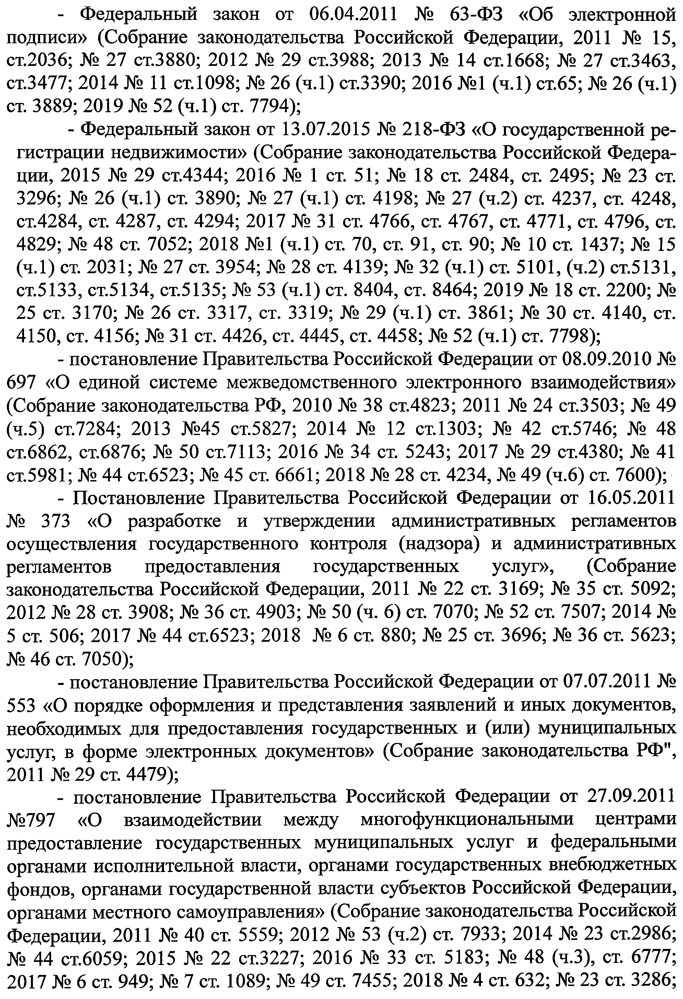 - Федеральный закон от 06.04.2011 № 63-ФЗ «Об электронной
подписи» (Собрание законодательства Российской Федерации, 2011 № 15,
ст.2036; № 27 ст.3880; 2012 № 29 ст.3988; 2013 № 14 ст.1668; № 27 ст.3463,
ст.3477; 2014 № 11 ст.1098; № 26 (ч.1) ст.3390; 2016 №1 (ч.1) ст.65; № 26 (ч.1)
ст. 3889; 2019 № 52 (ч.1) ст. 7794);
- Федеральный закон от 13.07.2015 № 218-ФЗ «О государственной ре-
гистрации недвижимости» (Собрание законодательства Российской Федера-
ции, 2015 № 29 ст.4344; 2016 № 1 ст. 51; № 18 ст. 2484, ст. 2495; № 23 ст.
3296; № 26 (ч.1) ст. 3890; № 27 (ч.1) ст. 4198; № 27 (ч.2) ст. 4237, ст. 4248,
ст.4284, ст. 4287, ст. 4294; 2017 № 31 ст. 4766, ст. 4767, ст. 4771, ст. 4796, ст.
4829; № 48 ст. 7052; 2018 №1 (ч.1) ст. 70, ст. 91, ст. 90; № 10 ст. 1437; № 15
(ч.1) ст. 2031; № 27 ст. 3954; № 28 ст. 4139; № 32 (ч.1) ст. 5101, (ч.2) ст.5131,
ст.5133, ст.5134, ст.5135; № 53 (ч.1) ст. 8404, ст. 8464; 2019 № 18 ст. 2200; №
25 ст. 3170; № 26 ст. 3317, ст. 3319; № 29 (ч.1) ст. 3861; № 30 ст. 4140, ст.
4150, ст. 4156; № 31 ст. 4426, ст. 4445, ст. 4458; № 52 (ч.1) ст. 7798);
- постановление Правительства Российской Федерации от 08.09.2010 №
697 «О единой системе межведомственного электронного взаимодействия»
(Собрание законодательства РФ, 2010 № 38 ст.4823; 2011 № 24 ст.3503; № 49
(ч.5) ст.7284; 2013 №45 ст.5827; 2014 № 12 ст.1303; № 42 ст.5746; № 48
ст.6862, ст.6876; № 50 ст.7113; 2016 № 34 ст. 5243; 2017 № 29 ст.4380; № 41
ст.5981; № 44 ст.6523; № 45 ст. 6661; 2018 № 28 ст. 4234, № 49 (ч.6) ст. 7600);
- Постановление Правительства Российской Федерации от 16.05.2011
№ 373 «О разработке и утверждении административных регламентов
осуществления государственного контроля (надзора) и административных
регламентов предоставления государственных услуг», (Собрание
законодательства Российской Федерации, 2011 № 22 ст. 3169; № 35 ст. 5092;
2012 № 28 ст. 3908; № 36 ст. 4903; № 50 (ч. 6) ст. 7070; № 52 ст. 7507; 2014 №
5 ст. 506; 2017 № 44 ст.6523; 2018 № 6 ст. 880; № 25 ст. 3696; № 36 ст. 5623;
№ 46 ст. 7050);
- постановление Правительства Российской Федерации от 07.07.2011 №
553 «О порядке оформления и представления заявлений и иных документов,
необходимых для предоставления государственных и (или) муниципальных
услуг, в форме электронных документов» (Собрание законодательства РФ",
2011 № 29 ст. 4479);
- постановление Правительства Российской Федерации от 27.09.2011
№797 «О взаимодействии между многофункциональными центрами
предоставление государственных муниципальных услуг и федеральными
органами исполнительной власти, органами государственных внебюджетных
фондов, органами государственной власти субъектов Российской Федерации,
органами местного самоуправления» (Собрание законодательства Российской
Федерации, 2011 № 40 ст. 5559; 2012 № 53 (ч.2) ст. 7933; 2014 № 23 ст.2986;
№ 44 ст.6059; 2015 № 22 ст.3227; 2016 № 33 ст. 5183; № 48 (ч.3), ст. 6777;
2017 № 6 ст. 949; № 7 ст. 1089; № 49 ст. 7455; 2018 № 4 ст. 632; № 23 ст. 3286;